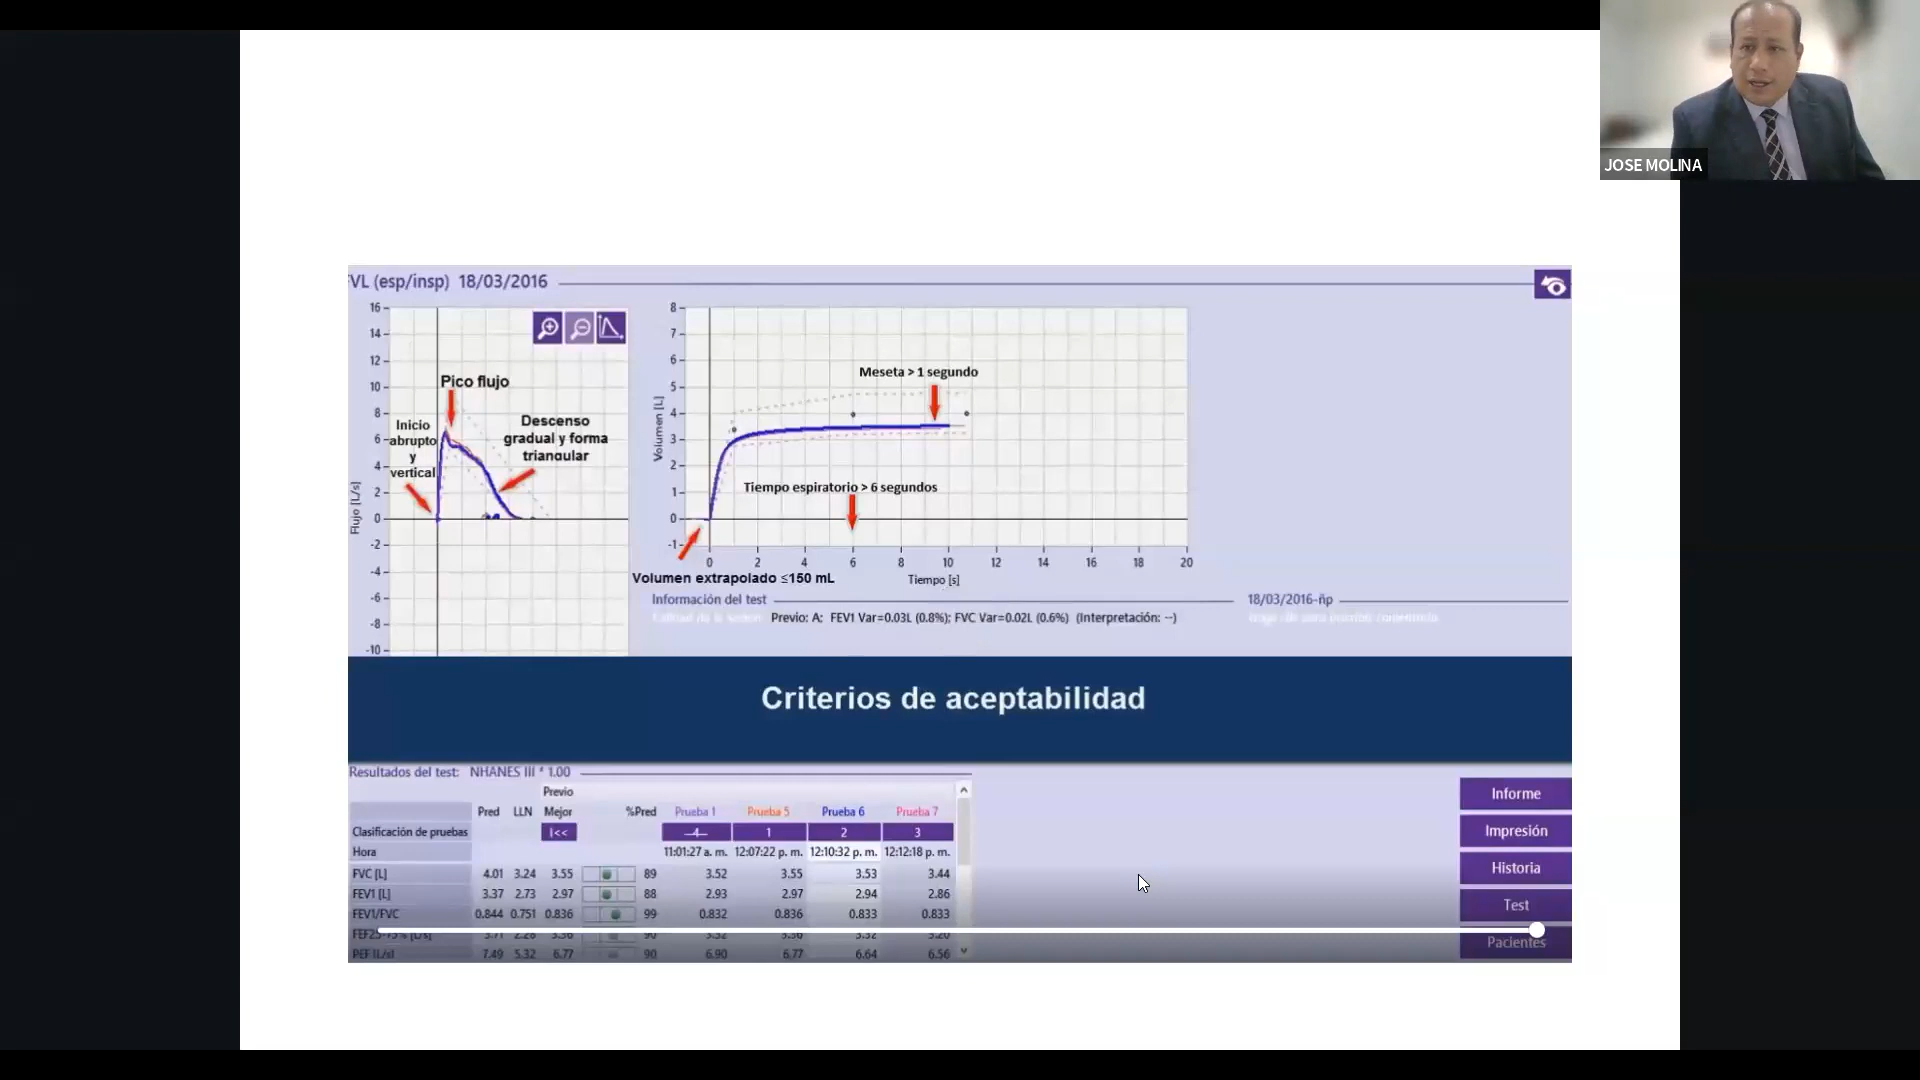 JOSE MOLINA
VL (esp/insp) 18/03/2016
16
14
12
10
8
6
4
2
0
-2
-4
-6
-8
-10
Flujo [L/s]
Pico flujo
Inicio
abrupto
y
vertical
Descenso
gradual y forma
triangular
8
7
6
5
4
3
2
1
0
-1
Volumen [L]
Meseta > 1 segundo
Tiempo espiratorio > 6 segundos
0 2 4 6 8 10 12 14 16 18 20
Tiempo [s]
Volumen extrapolado ≤150 mL
Información del test
18/03/2016-ñp
Previo: A: FEV1 Var=0.03L (0.8%); FVC Var=0.02L (0.6%) (Interpretación: --)
Criterios de aceptabilidad
Resultados del test: NHANES III * 1.00
Previo
Pred LLN Mejor %Pred Prueba 1 Prueba 5 Prueba 6 Prueba 7
Clasificación de pruebas |<< 4 1 2 3
Hora 11:01:27 a. m. 12:07:22 p. m. 12:10:32 p. m. 12:12:18 p. m.
FVC [L] 4.01 3.24 3.55 89 3.52 3.55 3.53 3.44
FEV1 [L] 3.37 2.73 2.97 88 2.93 2.97 2.94 2.86
FEV1/FVC 0.844 0.751 0.836 99 0.832 0.836 0.833 0.833
PEF [L/s] 7.49 5.32 6.77 90 6.90 6.77 6.64 6.56
Informe
Impresión
Historia
Test
Pacientes